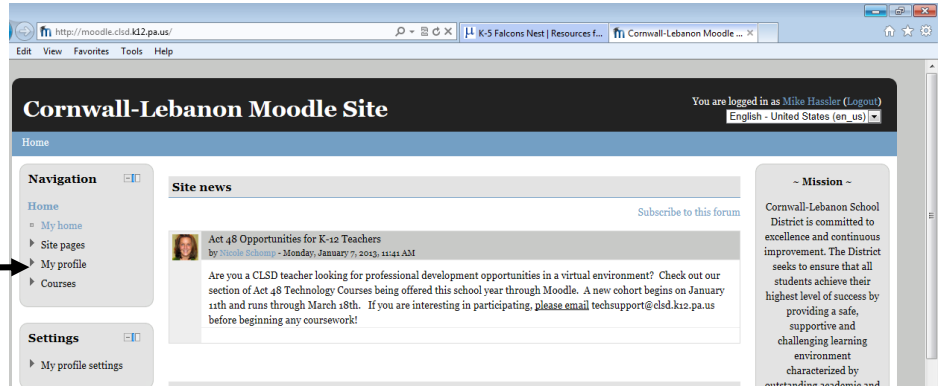 http://moodle.clsd.k12.pa.us/
K-5 Falcons Nest | Resources f...
Cornwall-Lebanon Moodle ...
Edit View Favorites Tools Help
Cornwall-Lebanon Moodle Site
You are logged in as Mike Hassler (Logout)
English - United States (en_us)
Home
Navigation
Home
My home
Site pages
My profile
Courses
Settings
My profile settings
Site news
Subscribe to this forum
Act 48 Opportunities for K-12 Teachers
by Nicole Schomp - Monday, January 7, 2013, 11:41 AM
Are you a CLSD teacher looking for professional development opportunities in a virtual environment? Check out our
section of Act 48 Technology Courses being offered this school year through Moodle. A new cohort begins on January
11th and runs through March 18th. If you are interesting in participating, please email techsupport@clsd.k12.pa.us
before beginning any coursework!
~ Mission ~
Cornwall-Lebanon School
District is committed to
excellence and continuous
improvement. The District
seeks to ensure that all
students achieve their
highest level of success by
providing a safe,
supportive and
challenging learning
environment
characterized by
outstanding academic and